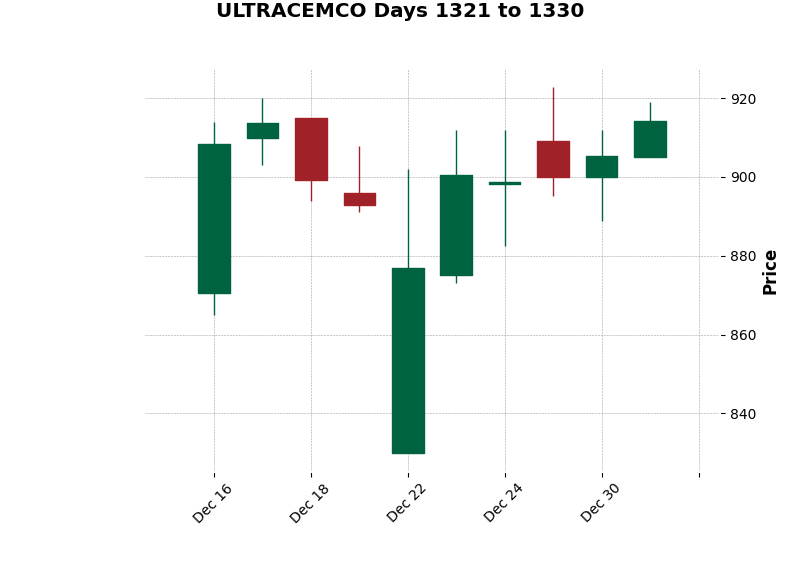 ULTRACEMCO Days 1321 to 1330
920
900
880
860
840
Price
Dec 16
Dec 18
Dec 22
Dec 24
Dec 30